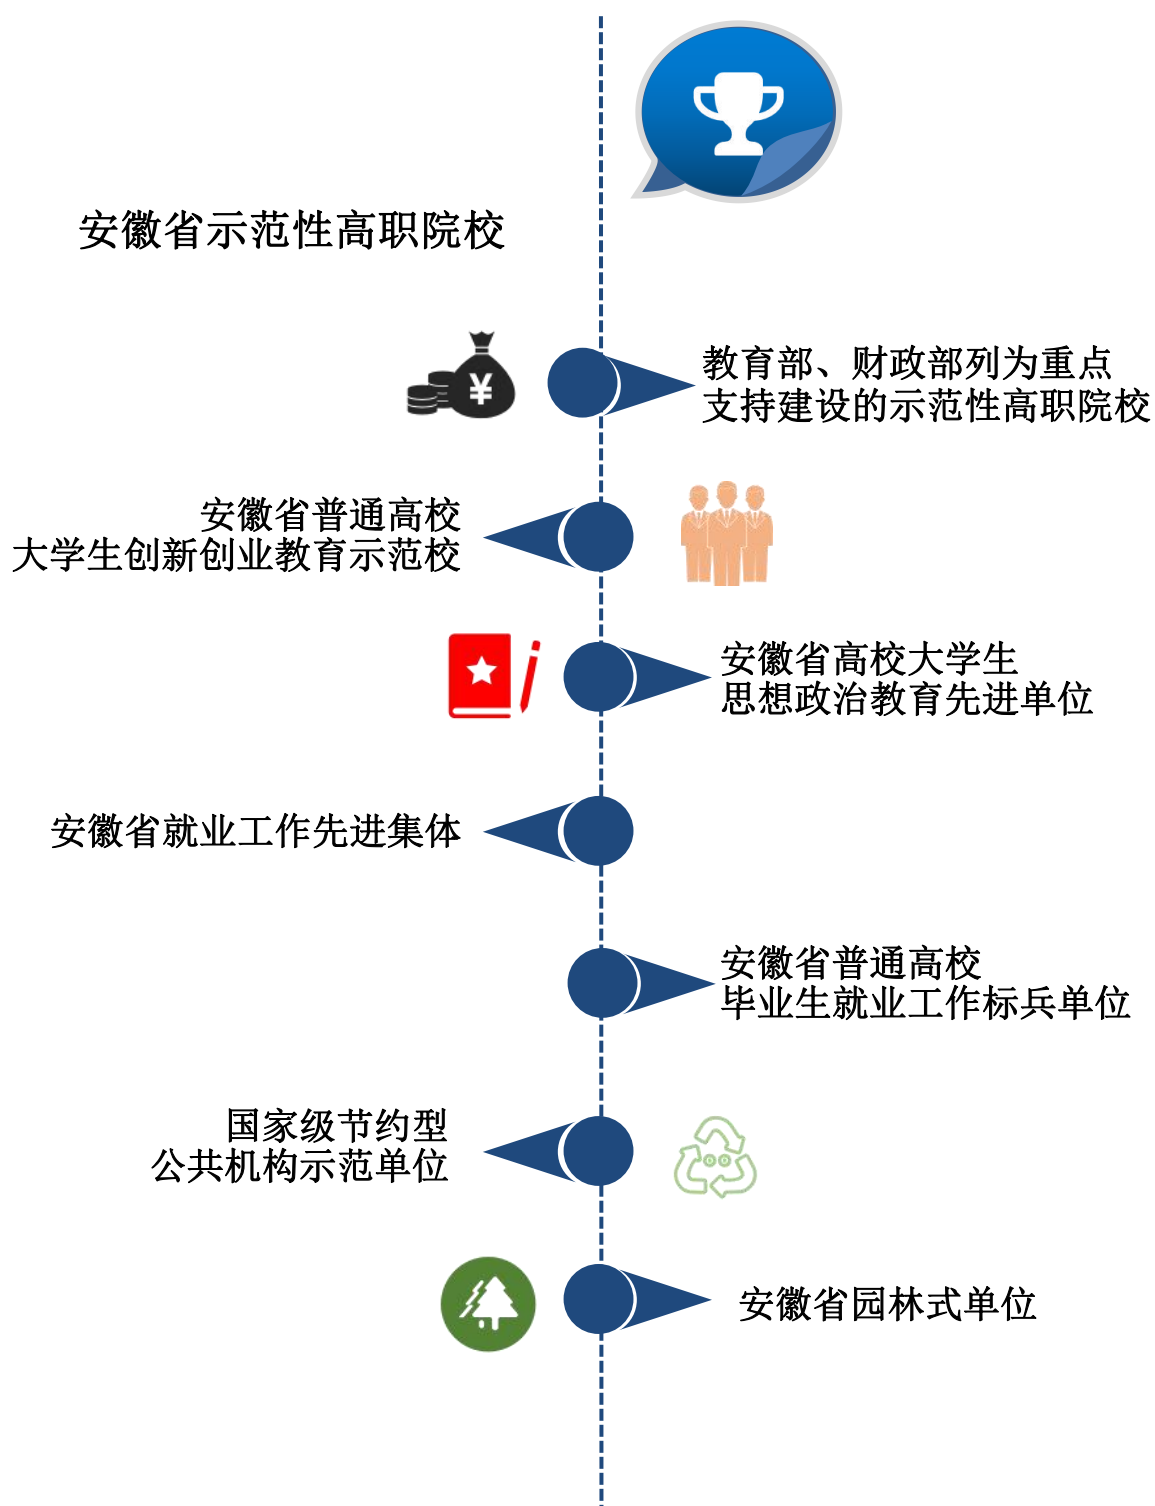 安徽省示范性高职院校
教育部、财政部列为重点
支持建设的示范性高职院校
安徽省普通高校
大学生创新创业教育示范校
安徽省高校大学生
思想政治教育先进单位
安徽省就业工作先进集体
安徽省普通高校
毕业生就业工作标兵单位
国家级节约型
公共机构示范单位
安徽省园林式单位